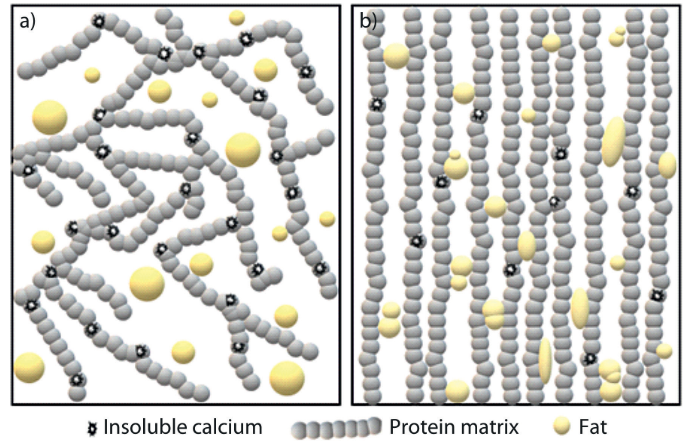 a)
b)
Insoluble calcium
Protein matrix
Fat